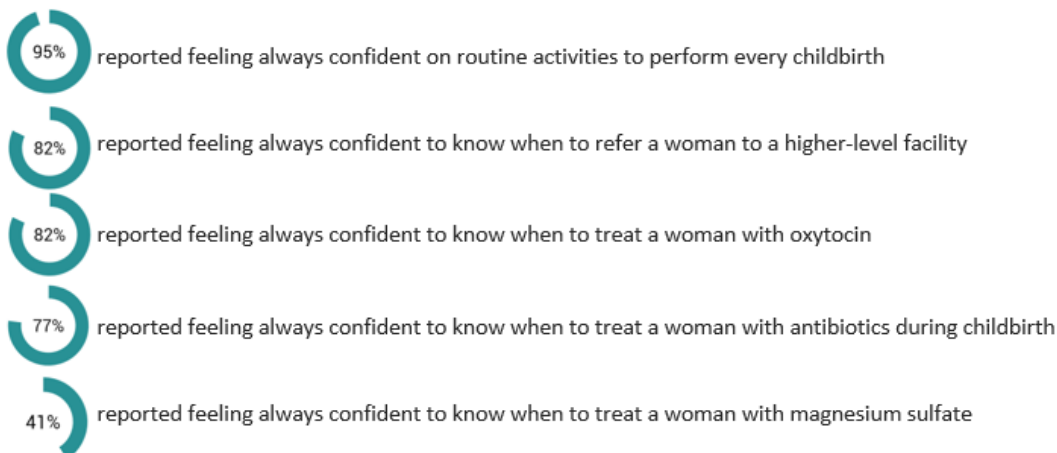 95% reported feeling always confident on routine activities to perform every childbirth
82% reported feeling always confident to know when to refer a woman to a higher-level facility
82% reported feeling always confident to know when to treat a woman with oxytocin
77% reported feeling always confident to know when to treat a woman with antibiotics during childbirth
41% reported feeling always confident to know when to treat a woman with magnesium sulfate